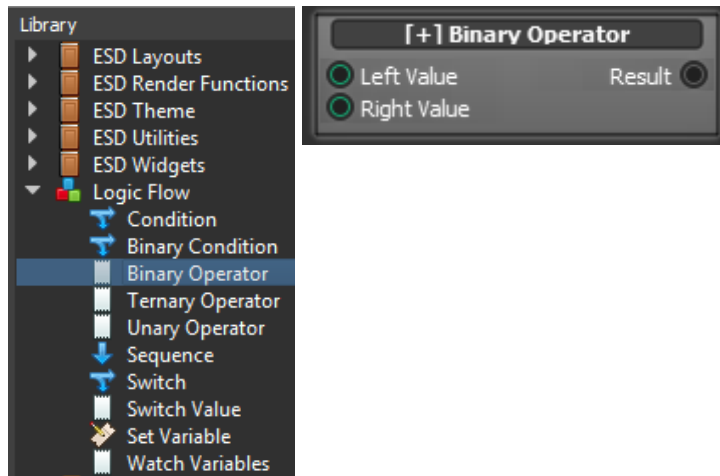 Library
ESD Layouts
ESD Render Functions
ESD Theme
ESD Utilities
ESD Widgets
Logic Flow
Condition
Binary Condition
Binary Operator
Ternary Operator
Unary Operator
Sequence
Switch
Switch Value
Set Variable
Watch Variables
[+] Binary Operator
Left Value Result
Right Value